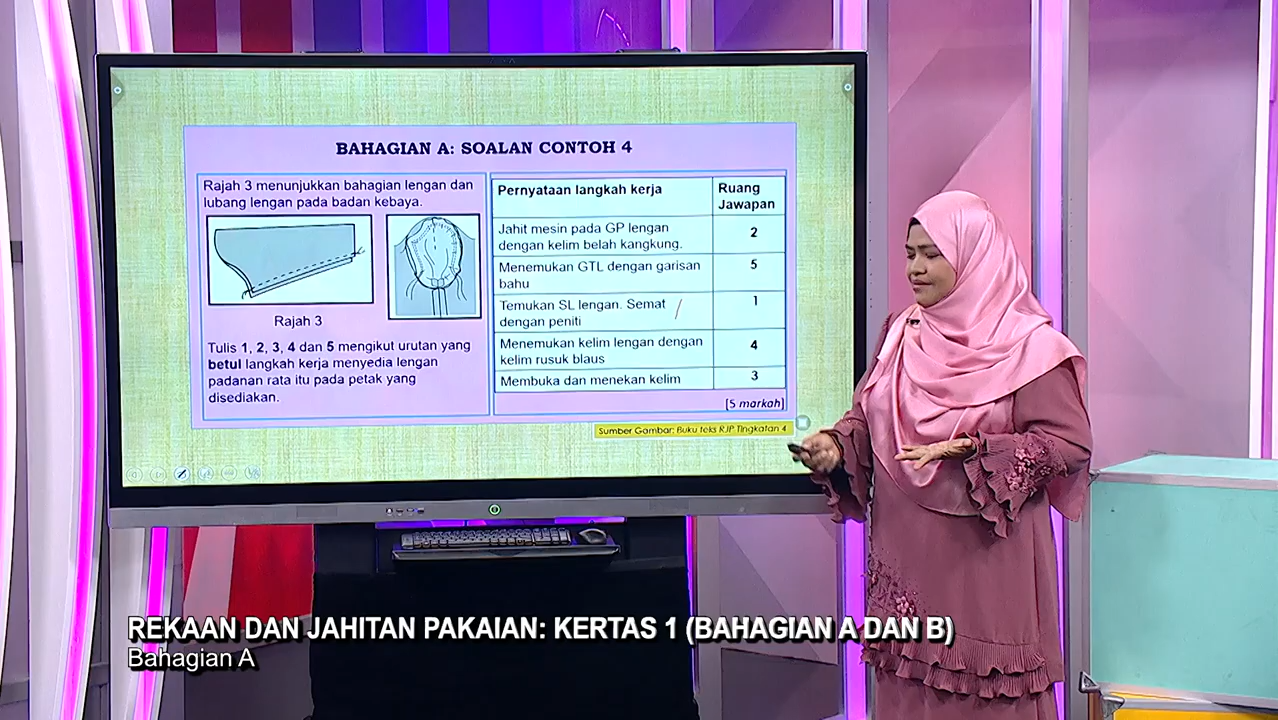 BAHAGIAN A: SOALAN CONTOH 4
Rajah 3 menunjukkan bahagian lengan dan
lubang lengan pada badan kebaya.
Rajah 3
Tulis 1, 2, 3, 4 dan 5 mengikut urutan yang
betul langkah kerja menyedia lengan
padanan rata itu pada petak yang
disediakan.
Pernyataan langkah kerja
Ruang
Jawapan
Jahit mesin pada GP lengan
dengan kelim belah kangkung.
2
Menemukan GTL dengan garisan
bahu
5
Temukan SL lengan. Semat
dengan peniti
1
Menemukan kelim lengan dengan
kelim rusuk blaus
4
Membuka dan menekan kelim
3
[5 markah]
Sumber Gambar: Buku teks RJP Tingkatan 4
REKAAN DAN JAHITAN PAKAIAN: KERTAS 1 (BAHAGIAN A DAN B)
Bahagian A